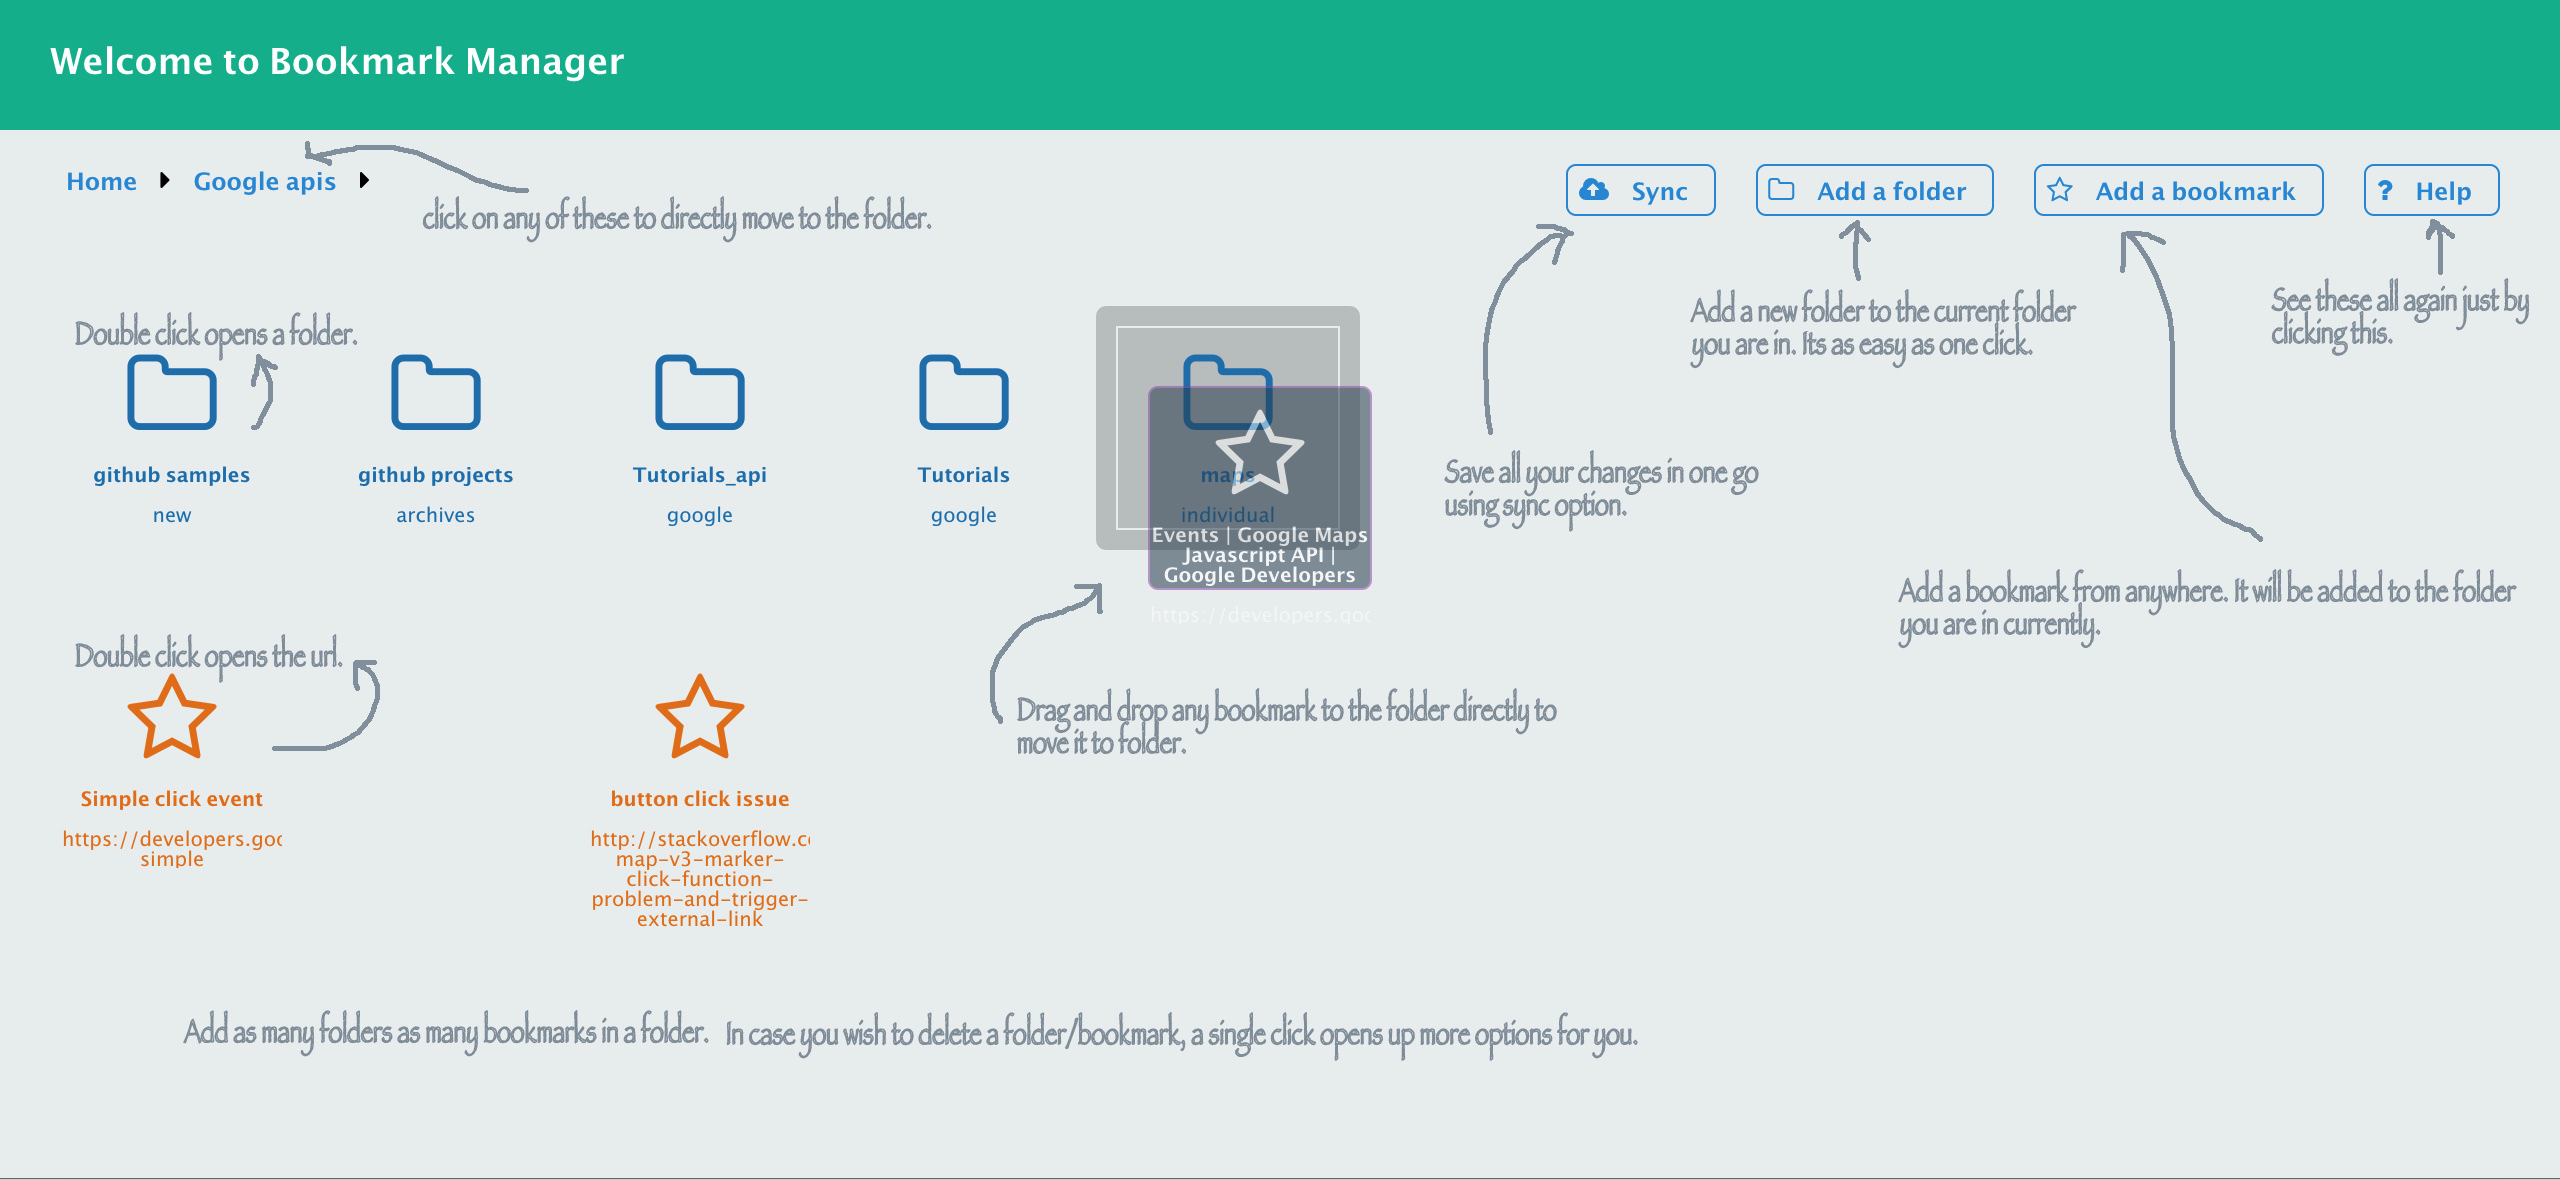 Welcome to Bookmark Manager
Home
Google apis
Sync
Add a folder
Add a bookmark
? Help
click on any of these to directly move to the folder.
Add a new folder to the current folder
you are in. Its as easy as one click.
See these all again just by
clicking this.
Double click opens a folder.
github samples
new
github projects
archives
Tutorials_api
google
Tutorials
google
maps
individual
Events | Google Maps
Javascript API |
Google Developers
https://developers.goo
Save all your changes in one go
using sync option.
Add a bookmark from anywhere. It will be added to the folder
you are in currently.
Double click opens the url.
Drag and drop any bookmark to the folder directly to
move it to folder.
Simple click event
https://developers.goo
simple
button click issue
http://stackoverflow.co
map-v3-marker-
click-function-
problem-and-trigger-
external-link
Add as many folders as many bookmarks in a folder.
In case you wish to delete a folder/bookmark, a single click opens up more options for you.